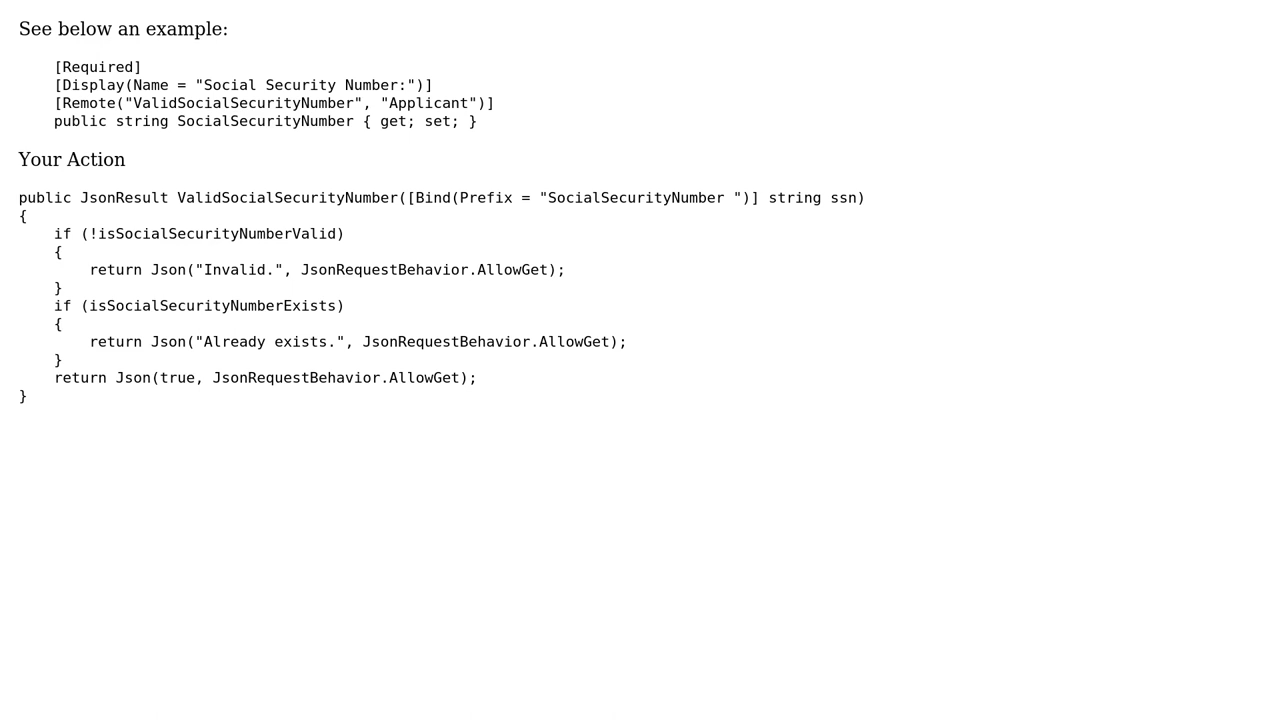 See below an example:
    [Required]
    [Display(Name = "Social Security Number:")]
    [Remote("ValidSocialSecurityNumber", "Applicant")]
    public string SocialSecurityNumber { get; set; }
Your Action
public JsonResult ValidSocialSecurityNumber([Bind(Prefix = "SocialSecurityNumber ")] string ssn)
{
    if (!isSocialSecurityNumberValid)
    {
        return Json("Invalid.", JsonRequestBehavior.AllowGet);
    }
    if (isSocialSecurityNumberExists)
    {
        return Json("Already exists.", JsonRequestBehavior.AllowGet);
    }
    return Json(true, JsonRequestBehavior.AllowGet);
}